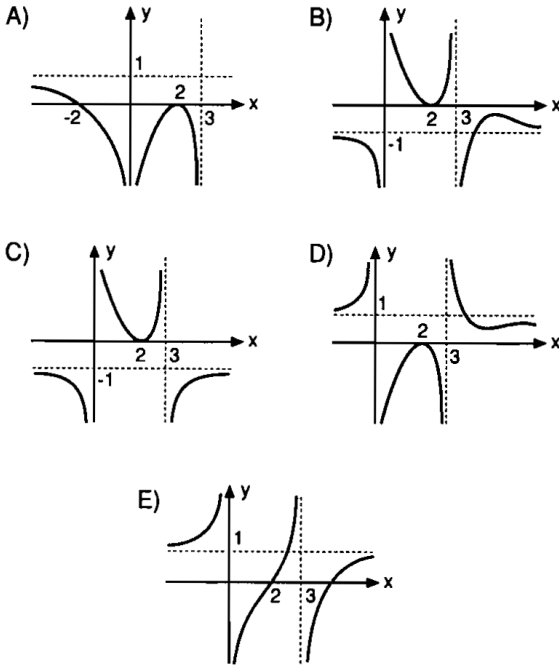 A) y 1 2 -2 3 x
B) y 2 3 -1 x
C) y 2 3 -1 x
D) y 1 2 3 x
E) y 1 2 3 x